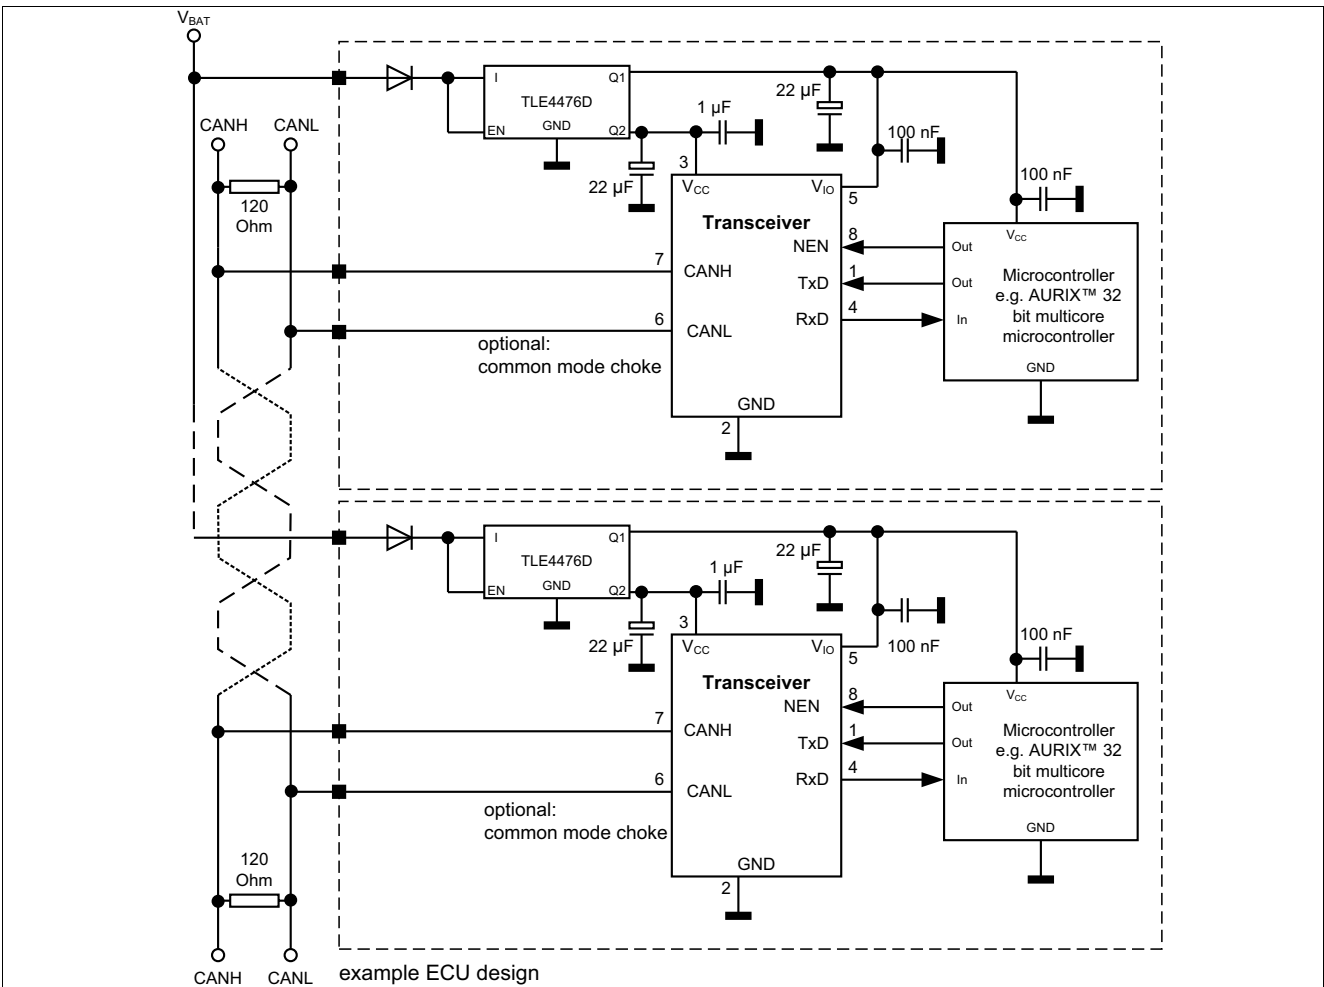 VBAT
CANH CANL
120
Ohm
I
Q1
TLE4476D
EN
GND
Q2
22 µF
1 µF
22 µF
100 nF
100 nF
3
VCC
VIO
5
Transceiver
NEN
8
TxD
1
RxD
4
7
CANH
6
CANL
optional:
common mode choke
GND
2
VCC
Out
Out
In
Microcontroller
e.g. AURIX™ 32
bit multicore
microcontroller
GND
I
Q1
TLE4476D
EN
GND
Q2
22 µF
1 µF
22 µF
100 nF
100 nF
3
VCC
VIO
5
Transceiver
NEN
8
TxD
1
RxD
4
7
CANH
6
CANL
optional:
common mode choke
GND
2
VCC
Out
Out
In
Microcontroller
e.g. AURIX™ 32
bit multicore
microcontroller
GND
120
Ohm
CANH CANL
example ECU design